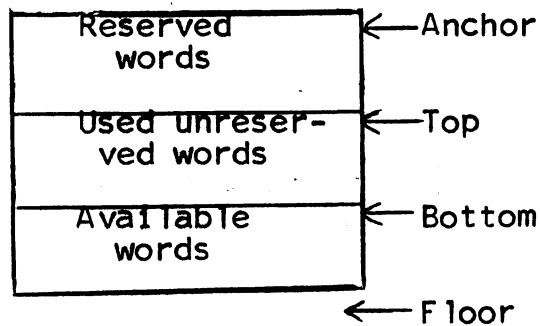 Reserved
words
Anchor
Used unreser-
ved words
Top
Available
words
Bottom
Floor